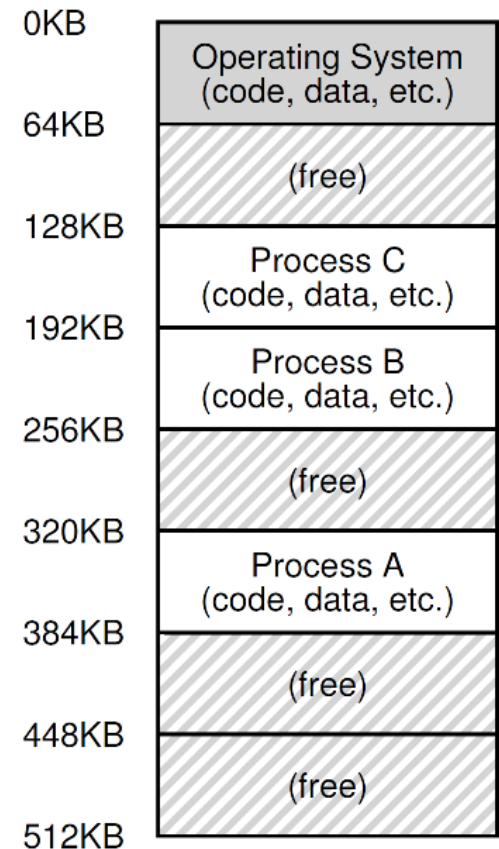 0KB
Operating System
(code, data, etc.)
64KB
(free)
128KB
Process C
(code, data, etc.)
192KB
Process B
(code, data, etc.)
256KB
(free)
320KB
Process A
(code, data, etc.)
384KB
(free)
448KB
(free)
512KB